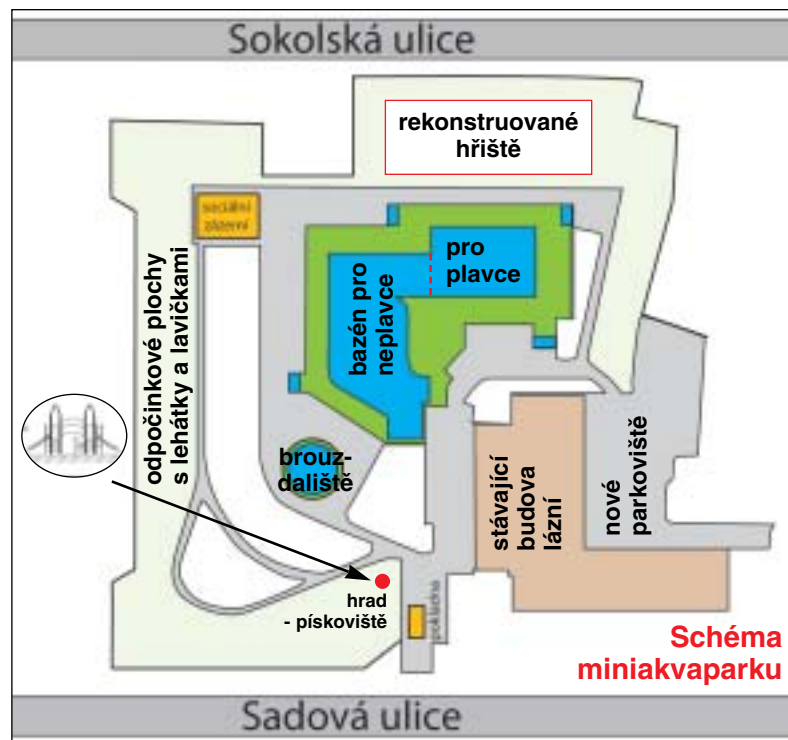 Sokolská ulice
rekonstruované
hřiště
sociální
zázemí
pro
plavce
bazén pro
neplavce
odpočinkové plochy
s lehátky a lavičkami
brouz-
daliště
stávající
budova
lázní
nové
parkoviště
hrad
- pískoviště
pokladna
Schéma
miniakvaparku
Sadová ulice